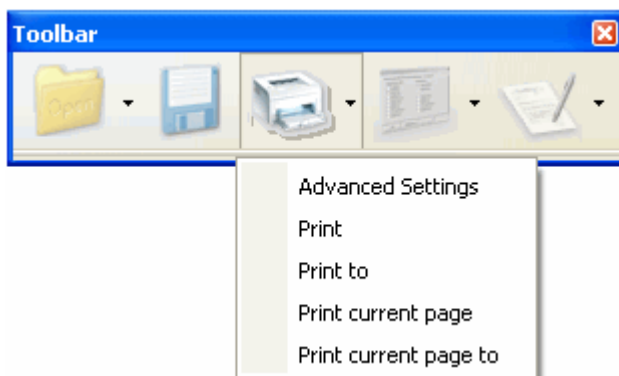 Toolbar
Open
Advanced Settings
Print
Print to
Print current page
Print current page to